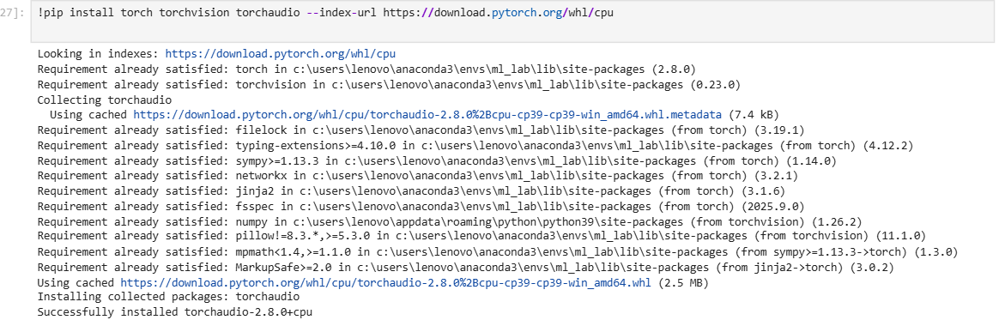 27]: !pip install torch torchvision torchaudio --index-url https://download.pytorch.org/whl/cpu
Looking in indexes: https://download.pytorch.org/whl/cpu
Requirement already satisfied: torch in c:\users\lenovo\anaconda3\envs\ml_lab\lib\site-packages (2.8.0)
Requirement already satisfied: torchvision in c:\users\lenovo\anaconda3\envs\ml_lab\lib\site-packages (0.23.0)
Collecting torchaudio
  Using cached https://download.pytorch.org/whl/cpu/torchaudio-2.8.0%2Bcpu-cp39-cp39-win_amd64.whl.metadata (7.4 kB)
Requirement already satisfied: filelock in c:\users\lenovo\anaconda3\envs\ml_lab\lib\site-packages (from torch) (3.19.1)
Requirement already satisfied: typing-extensions>=4.10.0 in c:\users\lenovo\anaconda3\envs\ml_lab\lib\site-packages (from torch) (4.12.2)
Requirement already satisfied: sympy>=1.13.3 in c:\users\lenovo\anaconda3\envs\ml_lab\lib\site-packages (from torch) (1.14.0)
Requirement already satisfied: networkx in c:\users\lenovo\anaconda3\envs\ml_lab\lib\site-packages (from torch) (3.2.1)
Requirement already satisfied: jinja2 in c:\users\lenovo\anaconda3\envs\ml_lab\lib\site-packages (from torch) (3.1.6)
Requirement already satisfied: fsspec in c:\users\lenovo\anaconda3\envs\ml_lab\lib\site-packages (from torch) (2025.9.0)
Requirement already satisfied: numpy in c:\users\lenovo\appdata\roaming\python\python39\site-packages (from torchvision) (1.26.2)
Requirement already satisfied: pillow!=8.3.*,>=5.3.0 in c:\users\lenovo\anaconda3\envs\ml_lab\lib\site-packages (from torchvision) (11.1.0)
Requirement already satisfied: mpmath<1.4,>=1.1.0 in c:\users\lenovo\anaconda3\envs\ml_lab\lib\site-packages (from sympy>=1.13.3->torch) (1.3.0)
Requirement already satisfied: MarkupSafe>=2.0 in c:\users\lenovo\anaconda3\envs\ml_lab\lib\site-packages (from jinja2->torch) (3.0.2)
Using cached https://download.pytorch.org/whl/cpu/torchaudio-2.8.0%2Bcpu-cp39-cp39-win_amd64.whl (2.5 MB)
Installing collected packages: torchaudio
Successfully installed torchaudio-2.8.0+cpu